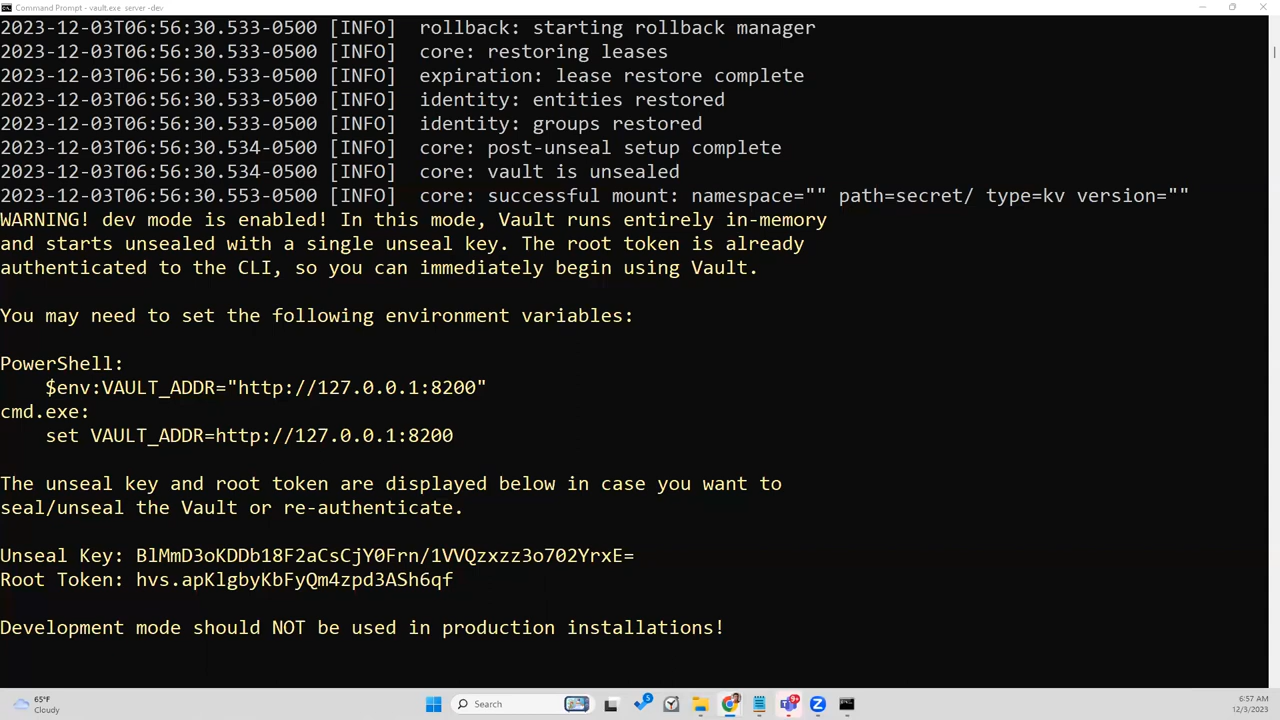 Command Prompt - vault.exe server -dev
2023-12-03T06:56:30.533-0500 [INFO]  rollback: starting rollback manager
2023-12-03T06:56:30.533-0500 [INFO]  core: restoring leases
2023-12-03T06:56:30.533-0500 [INFO]  expiration: lease restore complete
2023-12-03T06:56:30.533-0500 [INFO]  identity: entities restored
2023-12-03T06:56:30.533-0500 [INFO]  identity: groups restored
2023-12-03T06:56:30.534-0500 [INFO]  core: post-unseal setup complete
2023-12-03T06:56:30.534-0500 [INFO]  core: vault is unsealed
2023-12-03T06:56:30.553-0500 [INFO]  core: successful mount: namespace="" path=secret/ type=kv version=""
WARNING! dev mode is enabled! In this mode, Vault runs entirely in-memory
and starts unsealed with a single unseal key. The root token is already
authenticated to the CLI, so you can immediately begin using Vault.
You may need to set the following environment variables:
PowerShell:
$env:VAULT_ADDR="http://127.0.0.1:8200"
cmd.exe:
set VAULT_ADDR=http://127.0.0.1:8200
The unseal key and root token are displayed below in case you want to
seal/unseal the Vault or re-authenticate.
Unseal Key: BlMmD3oKDDb18F2aCsCjY0Frn/1VVQzxzz3o702YrxE=
Root Token: hvs.apKlgbyKbFyQm4zpd3ASh6qf
Development mode should NOT be used in production installations!
65°F
Cloudy
Search
5
9+
6:57 AM
12/3/2023